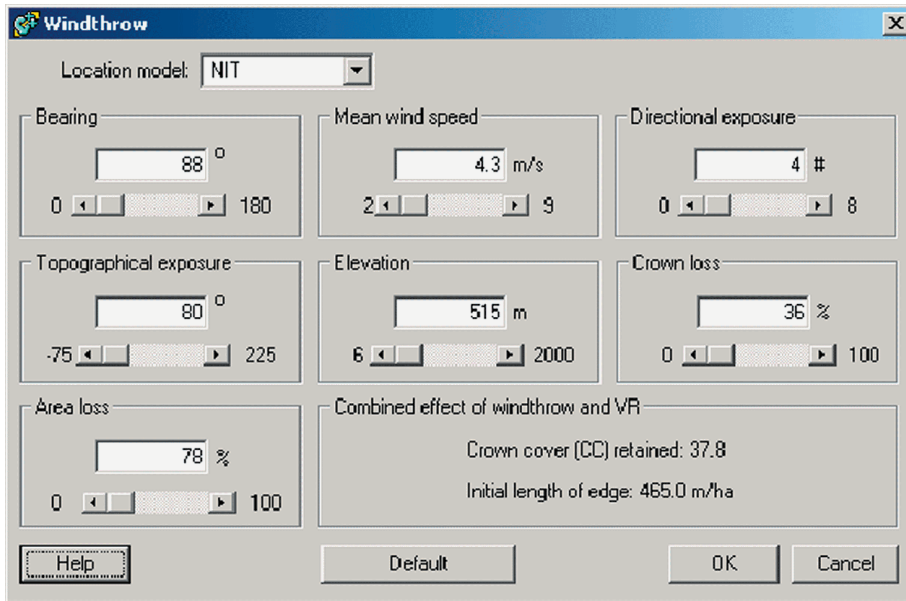 Windthrow
Location model: NIT
Bearing Mean wind speed Directional exposure
88 o 4.3 m/s 4 #
0 180 2 9 0 8
Topographical exposure Elevation Crown loss
80 o 515 m 36 %
-75 225 6 2000 0 100
Area loss Combined effect of windthrow and VR
78 %
Crown cover (CC) retained: 37.8
Initial length of edge: 465.0 m/ha
0 100
Help Default OK Cancel